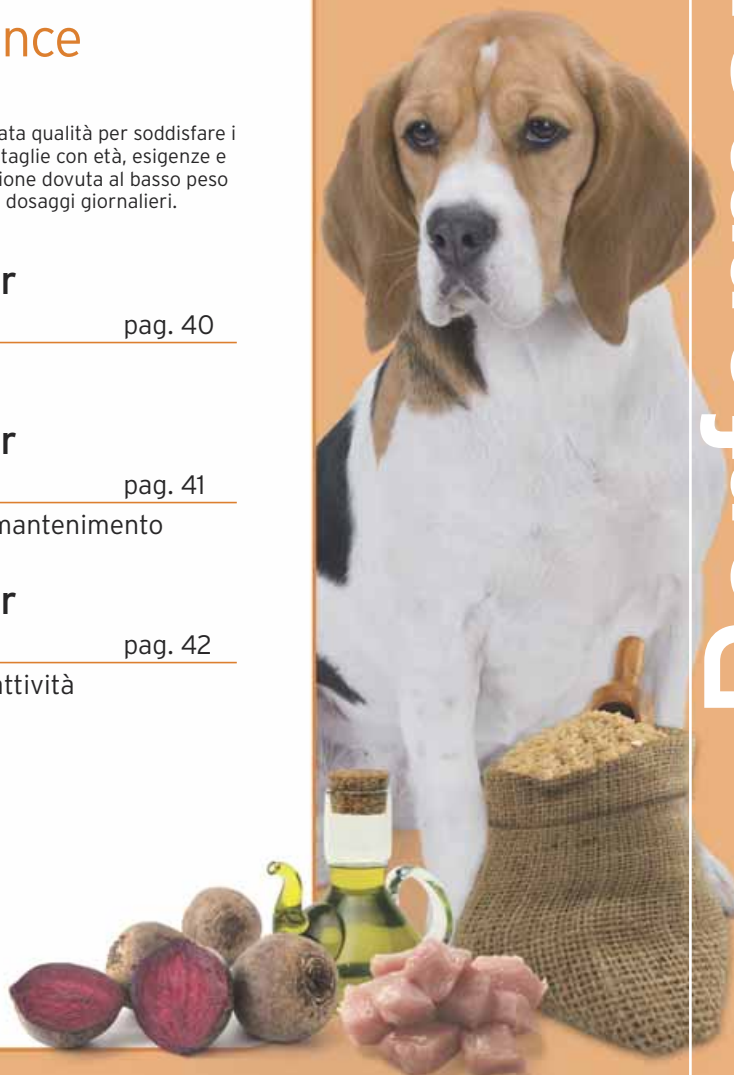 nce
ata qualità per soddisfare i
taglie con età, esigenze e
ione dovuta al basso peso
dosaggi giornalieri.
r
pag. 40
r
pag. 41
mantenimento
r
pag. 42
attività